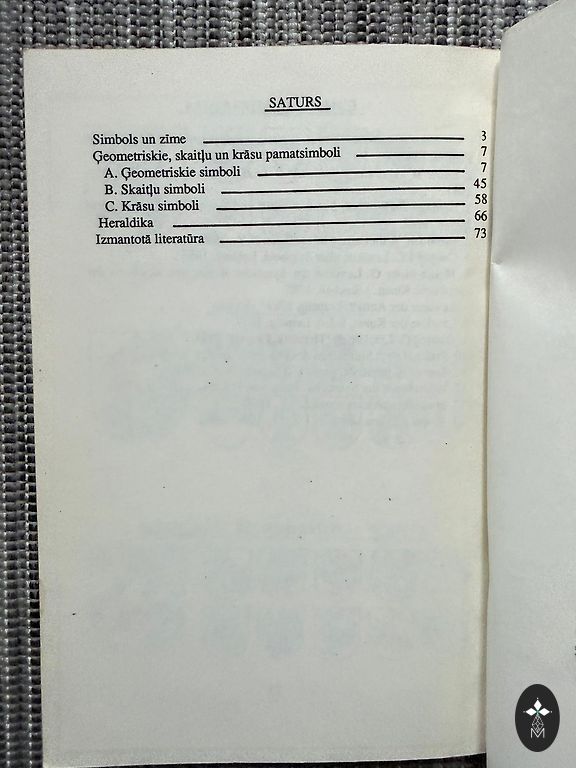 SATURS
Simbols un zīme 3
Ģeometriskie, skaitļu un krāsu pamatsimboli 7
A. Ģeometriskie simboli 7
B. Skaitļu simboli 45
C. Krāsu simboli 58
Heraldika 66
Izmantotā literatūra 73
M